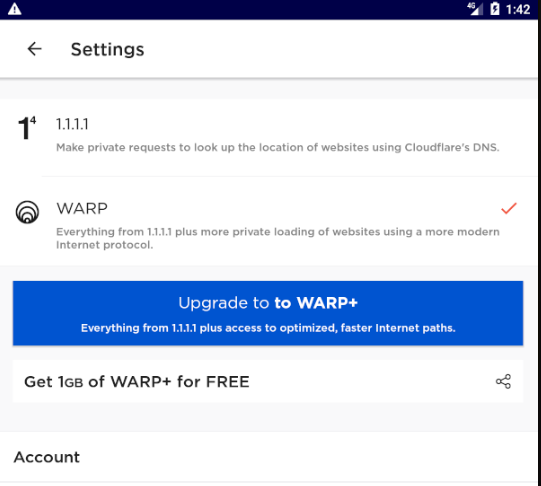 4G 1:42
Settings
1⁴ 1.1.1.1
Make private requests to look up the location of websites using Cloudflare's DNS.
WARP
Everything from 1.1.1.1 plus more private loading of websites using a more modern
Internet protocol.
Upgrade to to WARP+
Everything from 1.1.1.1 plus access to optimized, faster Internet paths.
Get 1GB of WARP+ for FREE
Account